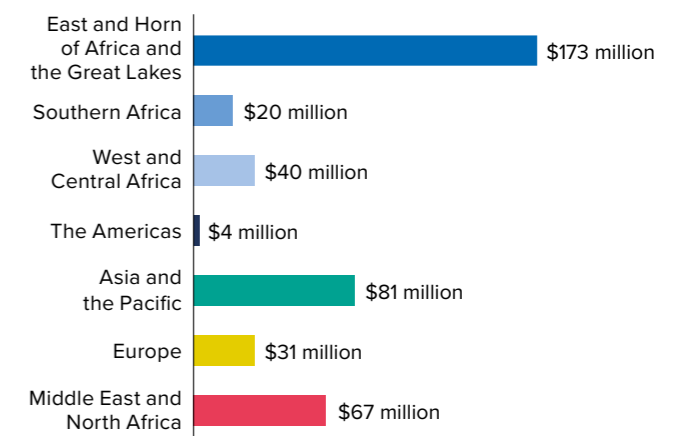 East and Horn
of Africa and
the Great Lakes
$173 million
Southern Africa
$20 million
West and
Central Africa
$40 million
The Americas
$4 million
Asia and
the Pacific
$81 million
Europe
$31 million
Middle East and
North Africa
$67 million